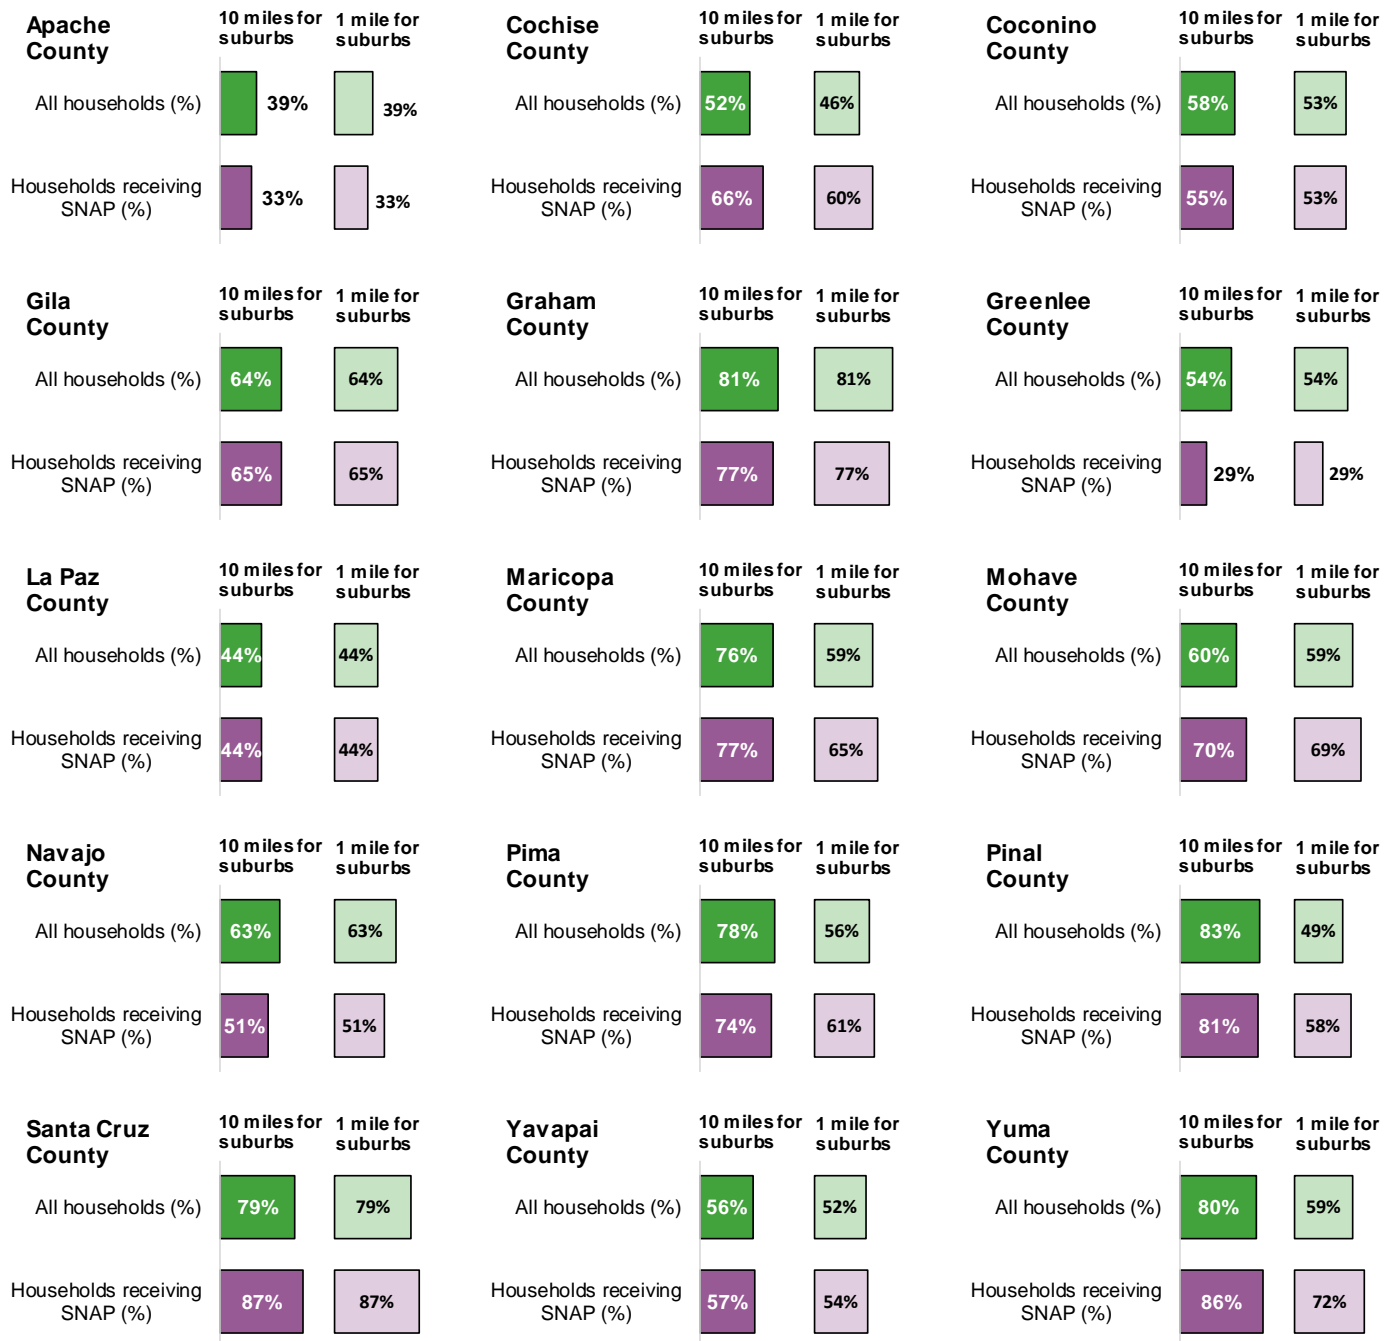 Apache
County
10 miles for
suburbs
1 mile for
suburbs
All households (%)
39%
39%
Households receiving
SNAP (%)
33%
33%
Cochise
County
10 miles for
suburbs
1 mile for
suburbs
All households (%)
52%
46%
Households receiving
SNAP (%)
66%
60%
Coconino
County
10 miles for
suburbs
1 mile for
suburbs
All households (%)
58%
53%
Households receiving
SNAP (%)
55%
53%
Gila
County
10 miles for
suburbs
1 mile for
suburbs
All households (%)
64%
64%
Households receiving
SNAP (%)
65%
65%
Graham
County
10 miles for
suburbs
1 mile for
suburbs
All households (%)
81%
81%
Households receiving
SNAP (%)
77%
77%
Greenlee
County
10 miles for
suburbs
1 mile for
suburbs
All households (%)
54%
54%
Households receiving
SNAP (%)
29%
29%
La Paz
County
10 miles for
suburbs
1 mile for
suburbs
All households (%)
44%
44%
Households receiving
SNAP (%)
44%
44%
Maricopa
County
10 miles for
suburbs
1 mile for
suburbs
All households (%)
76%
59%
Households receiving
SNAP (%)
77%
65%
Mohave
County
10 miles for
suburbs
1 mile for
suburbs
All households (%)
60%
59%
Households receiving
SNAP (%)
70%
69%
Navajo
County
10 miles for
suburbs
1 mile for
suburbs
All households (%)
63%
63%
Households receiving
SNAP (%)
51%
51%
Pima
County
10 miles for
suburbs
1 mile for
suburbs
All households (%)
78%
56%
Households receiving
SNAP (%)
74%
61%
Pinal
County
10 miles for
suburbs
1 mile for
suburbs
All households (%)
83%
49%
Households receiving
SNAP (%)
81%
58%
Santa Cruz
County
10 miles for
suburbs
1 mile for
suburbs
All households (%)
79%
79%
Households receiving
SNAP (%)
87%
87%
Yavapai
County
10 miles for
suburbs
1 mile for
suburbs
All households (%)
56%
52%
Households receiving
SNAP (%)
57%
54%
Yuma
County
10 miles for
suburbs
1 mile for
suburbs
All households (%)
80%
59%
Households receiving
SNAP (%)
86%
72%